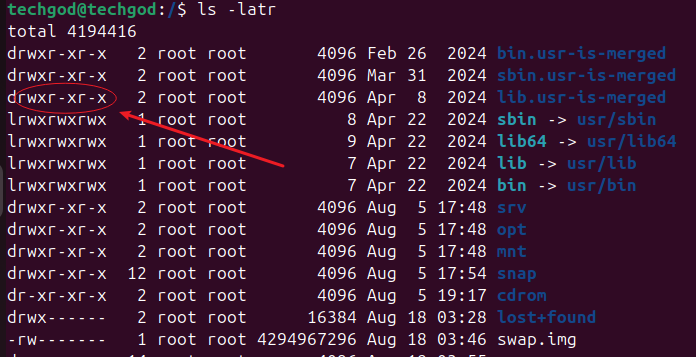 techgod@techgod:/$ ls -latr
total 4194416
drwxr-xr-x   2 root root       4096 Feb 26  2024 bin.usr-is-merged
drwxr-xr-x   2 root root       4096 Mar 31  2024 sbin.usr-is-merged
drwxr-xr-x   2 root root       4096 Apr  8  2024 lib.usr-is-merged
lrwxrwxrwx   1 root root          8 Apr 22  2024 sbin -> usr/sbin
lrwxrwxrwx   1 root root          9 Apr 22  2024 lib64 -> usr/lib64
lrwxrwxrwx   1 root root          7 Apr 22  2024 lib -> usr/lib
lrwxrwxrwx   1 root root          7 Apr 22  2024 bin -> usr/bin
drwxr-xr-x   2 root root       4096 Aug  5 17:48 srv
drwxr-xr-x   2 root root       4096 Aug  5 17:48 opt
drwxr-xr-x   2 root root       4096 Aug  5 17:48 mnt
drwxr-xr-x  12 root root       4096 Aug  5 17:54 snap
dr-xr-xr-x   2 root root       4096 Aug  5 19:17 cdrom
drwx------   2 root root      16384 Aug 18 03:28 lost+found
-rw-------   1 root root 4294967296 Aug 18 03:46 swap.img